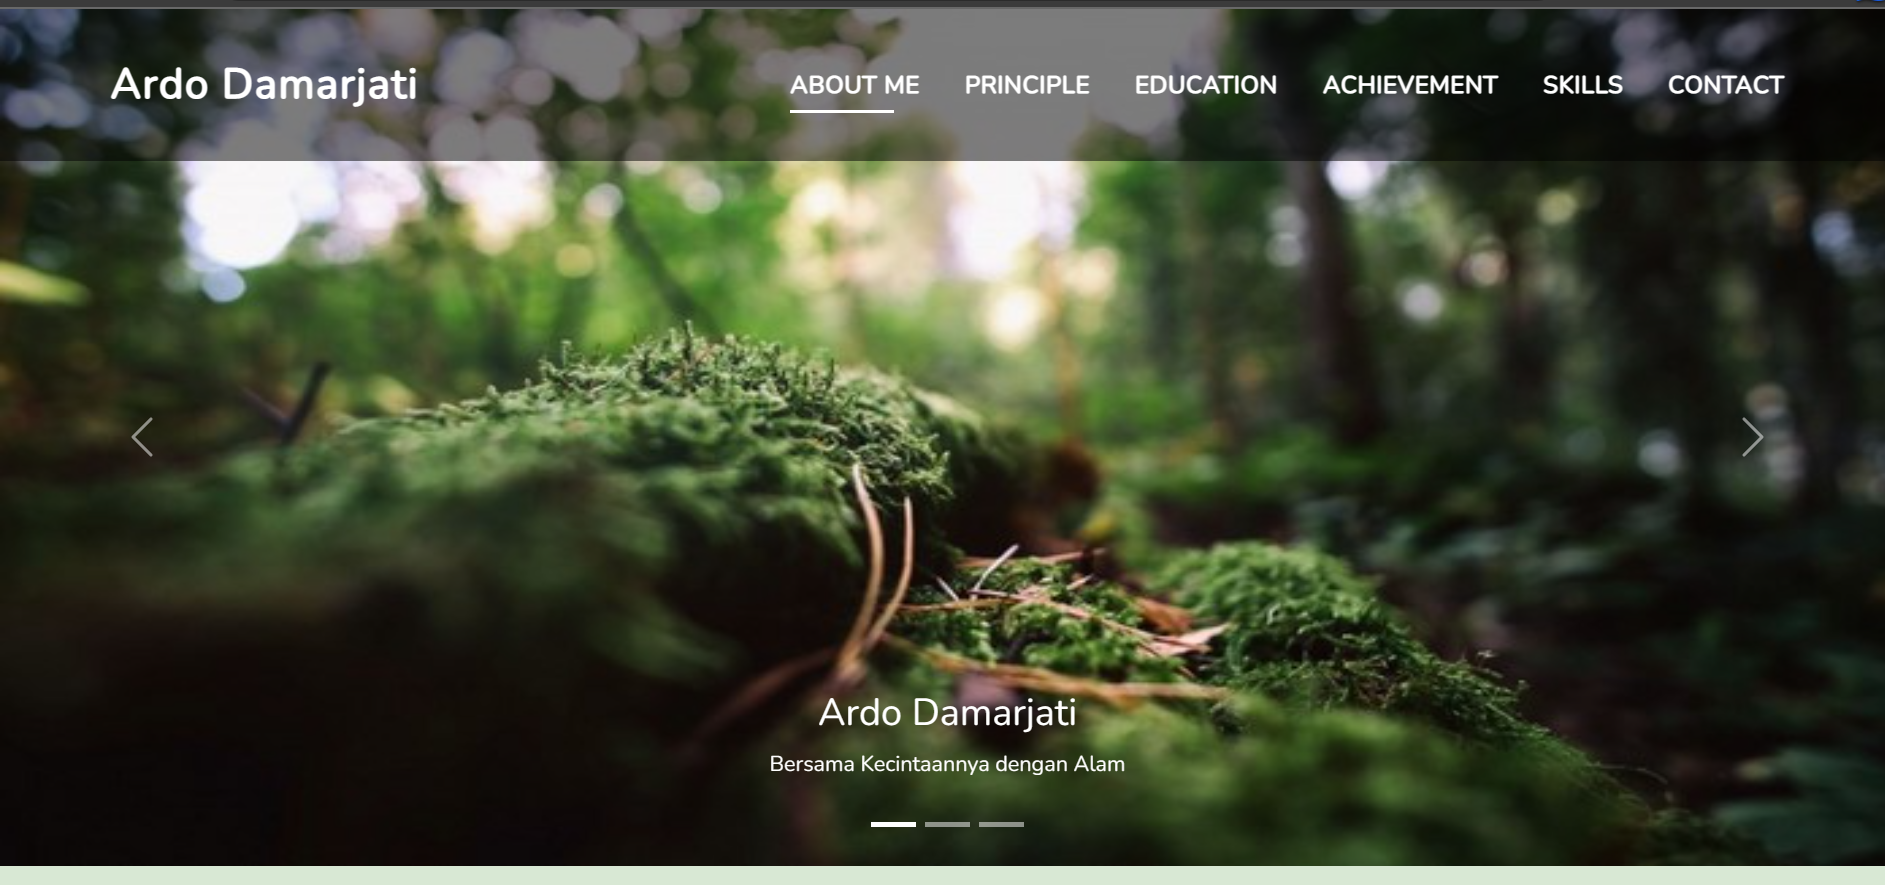 Ardo Damarjati
ABOUT ME PRINCIPLE EDUCATION ACHIEVEMENT SKILLS CONTACT
Ardo Damarjati
Bersama Kecintaannya dengan Alam